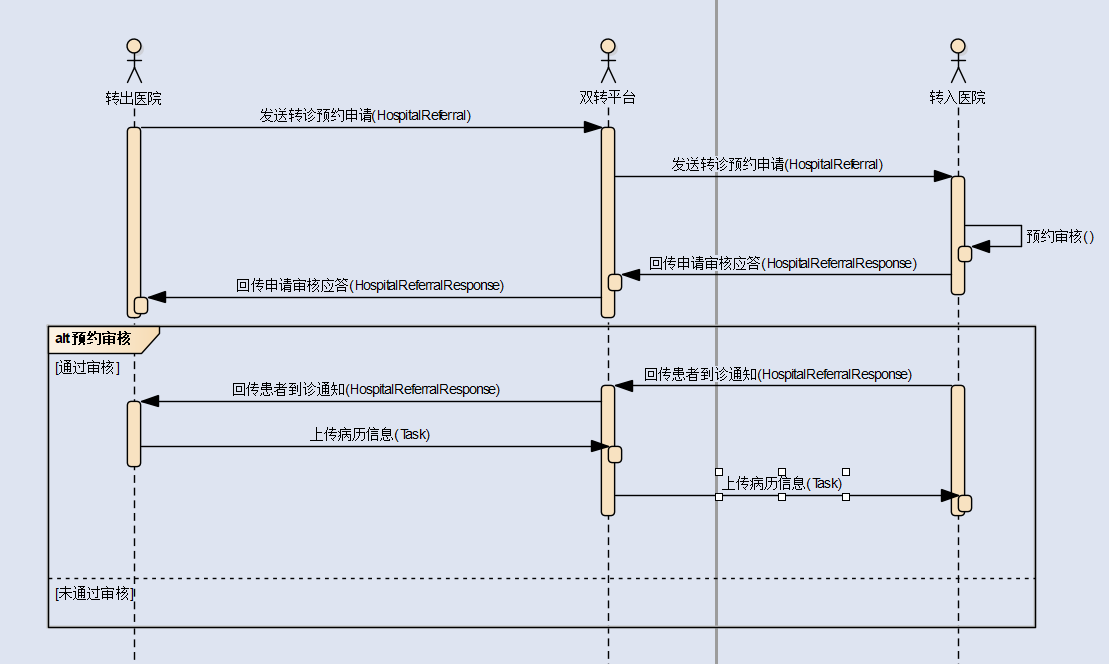 转出医院
双转平台
转入医院
发送转诊预约申请(HospitalReferral)
发送转诊预约申请(HospitalReferral)
预约审核()
回传申请审核应答(HospitalReferralResponse)
回传申请审核应答(HospitalReferralResponse)
alt 预约审核
[通过审核]
回传患者到诊通知(HospitalReferralResponse)
回传患者到诊通知(HospitalReferralResponse)
上传病历信息(Task)
上传病历信息(Task)
[未通过审核]